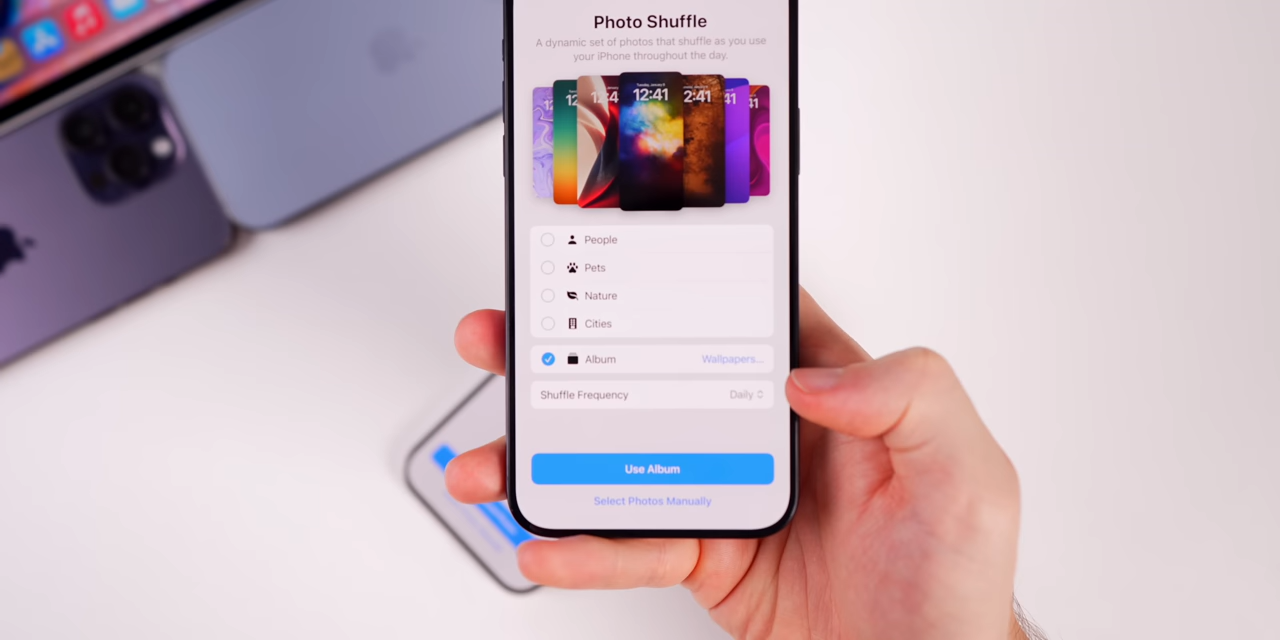 Photo Shuffle
A dynamic set of photos that shuffle as you use
your iPhone throughout the day.
12:41
2:41
41
People
Pets
Nature
Cities
Album Wallpapers...
Shuffle Frequency Daily
Use Album
Select Photos Manually